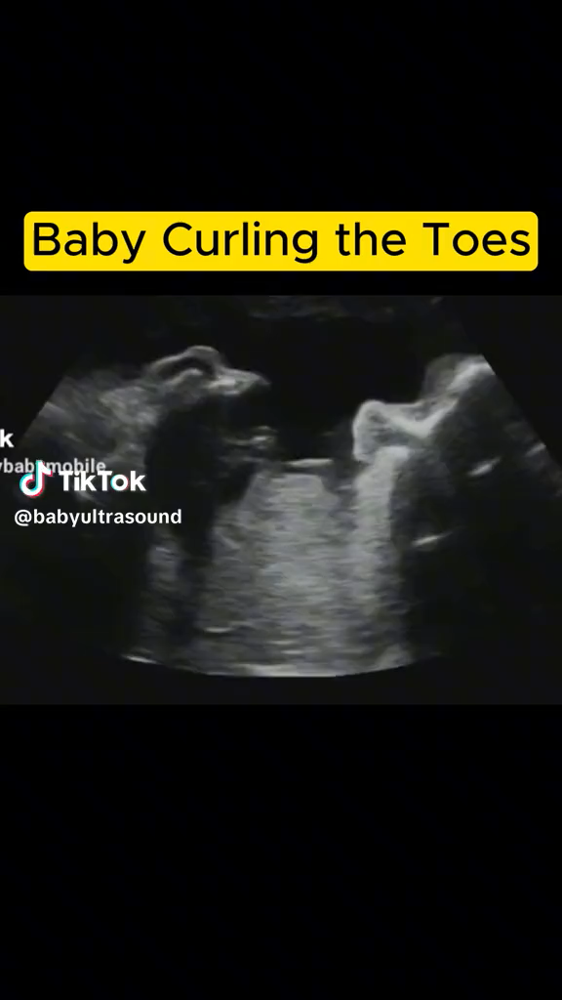 Baby Curling the Toes
k
TikTok
@babyultrasound